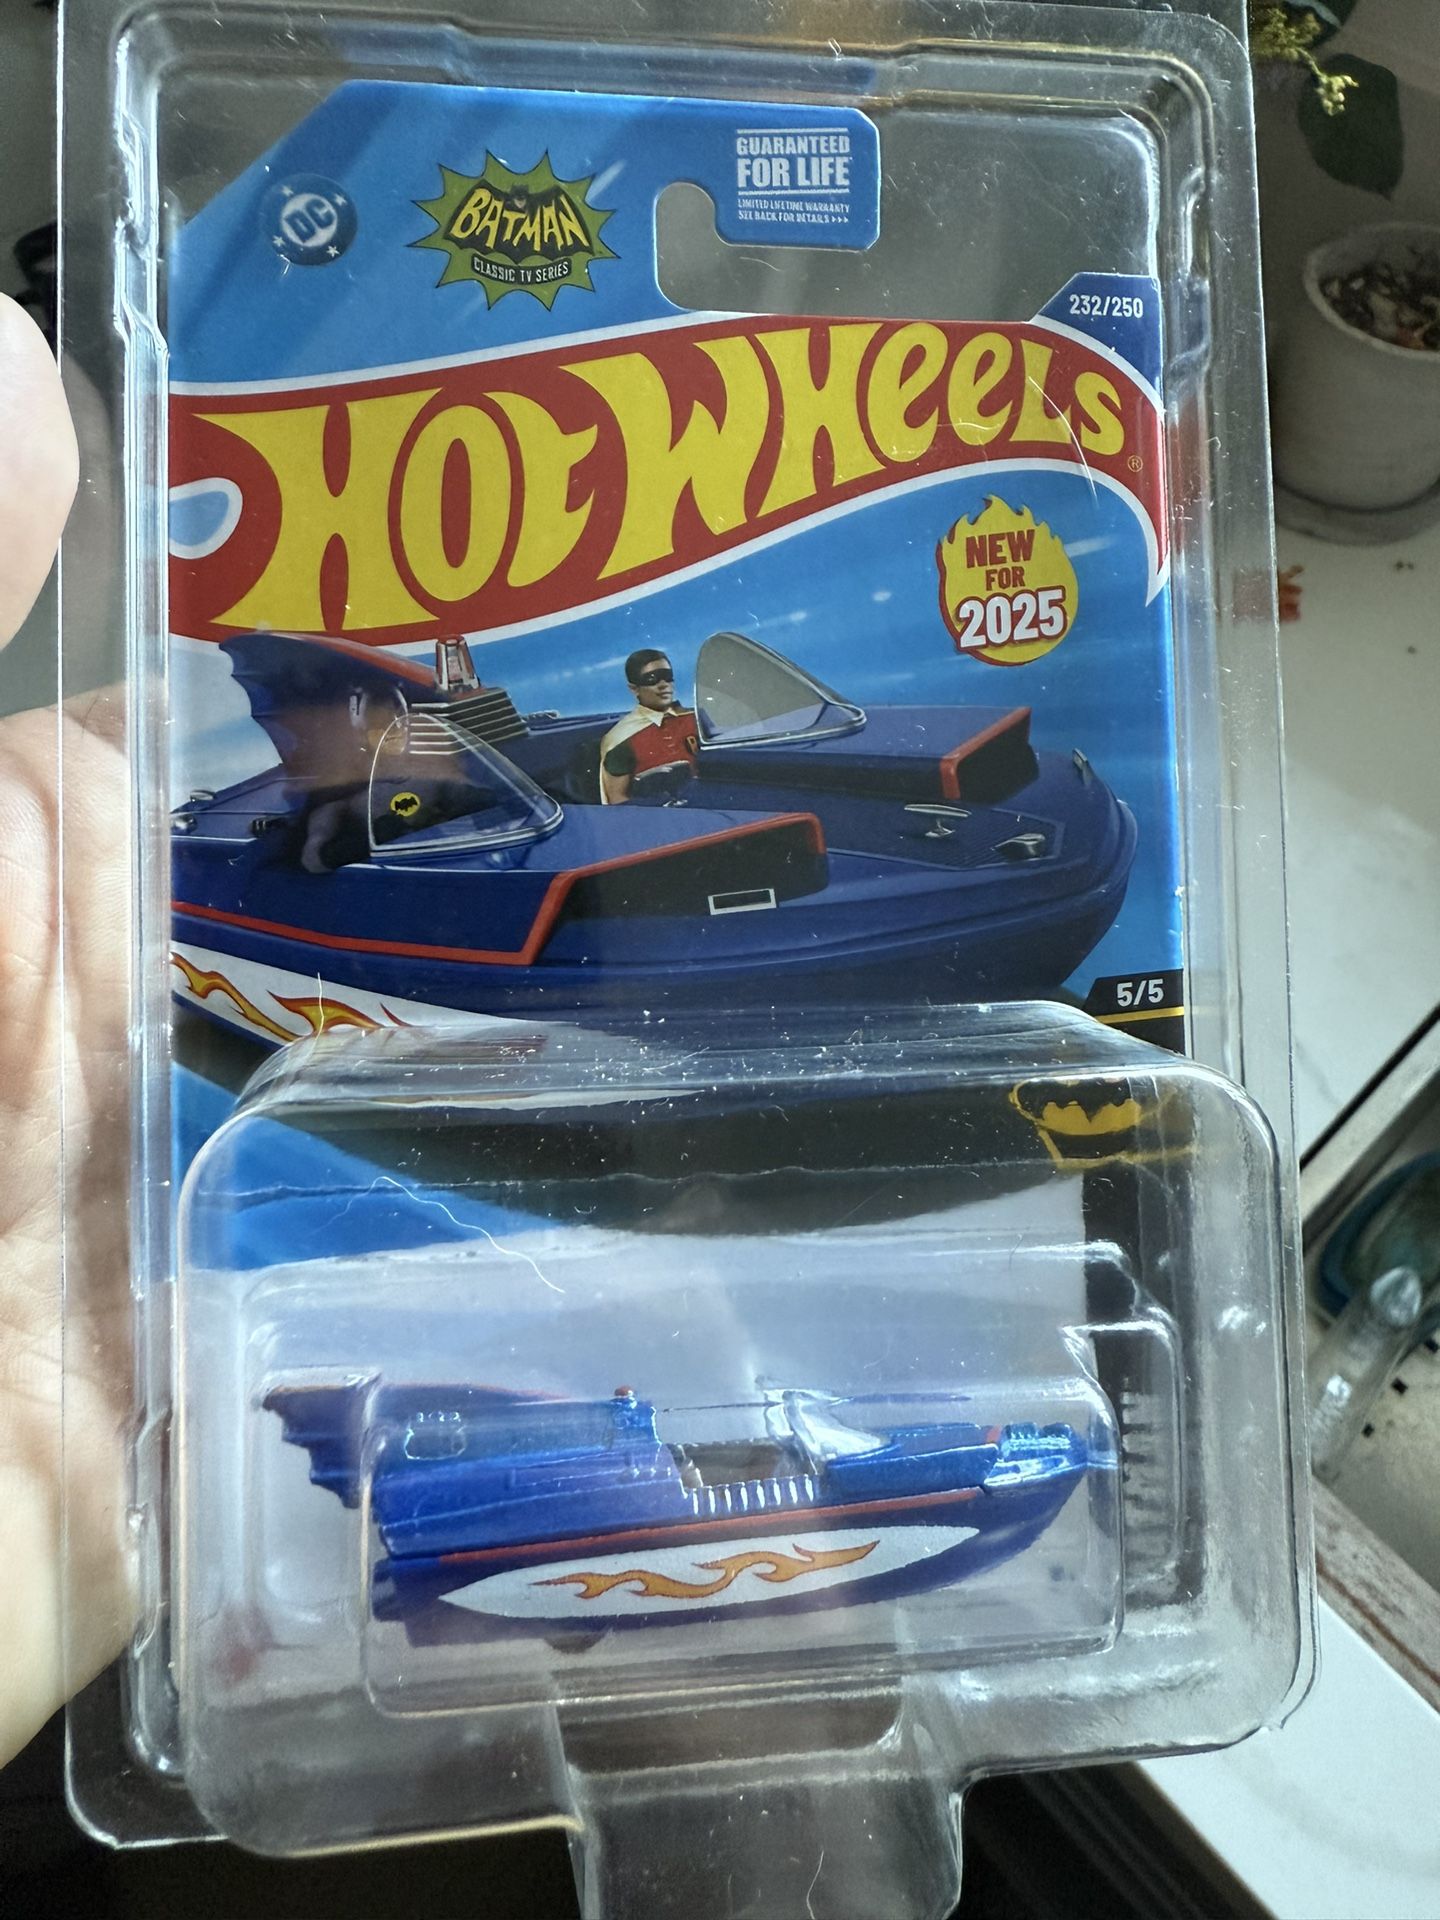 DC
BATMAN
CLASSIC TV SERIES
GUARANTEED
FOR LIFE
LIMITED LIFETIME WARRANTY
SEE BACK FOR DETAILS >>>
232/250
HOT WHEELS
®
NEW
FOR
2025
R
5/5
BATMAN